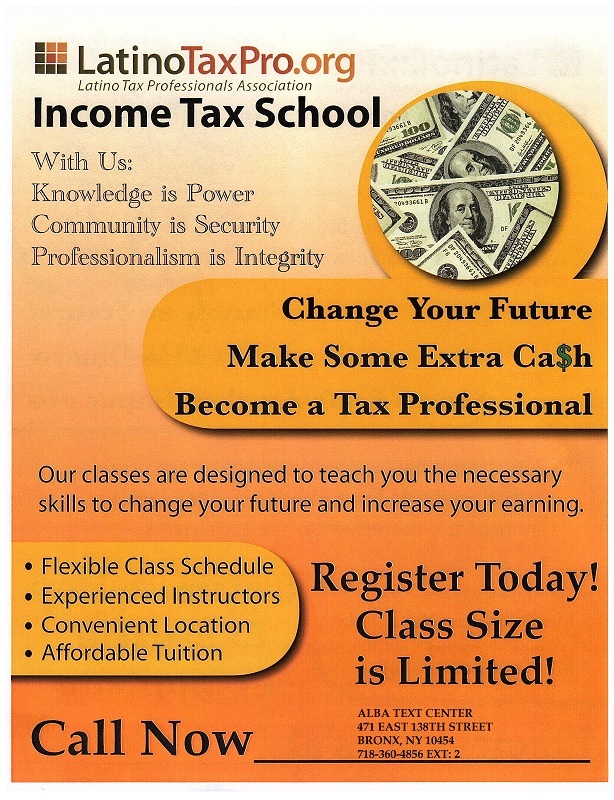 LatinoTaxPro.org
Latino Tax Professionals Association
Income Tax School
With Us:
Knowledge is Power
Community is Security
Professionalism is Integrity
Change Your Future
Make Some Extra Ca$h
Become a Tax Professional
Our classes are designed to teach you the necessary
skills to change your future and increase your earning.
• Flexible Class Schedule
• Experienced Instructors
• Convenient Location
• Affordable Tuition
Register Today!
Class Size
is Limited!
Call Now
ALBA TEXT CENTER
471 EAST 138TH STREET
BRONX, NY 10454
718-360-4856 EXT: 2